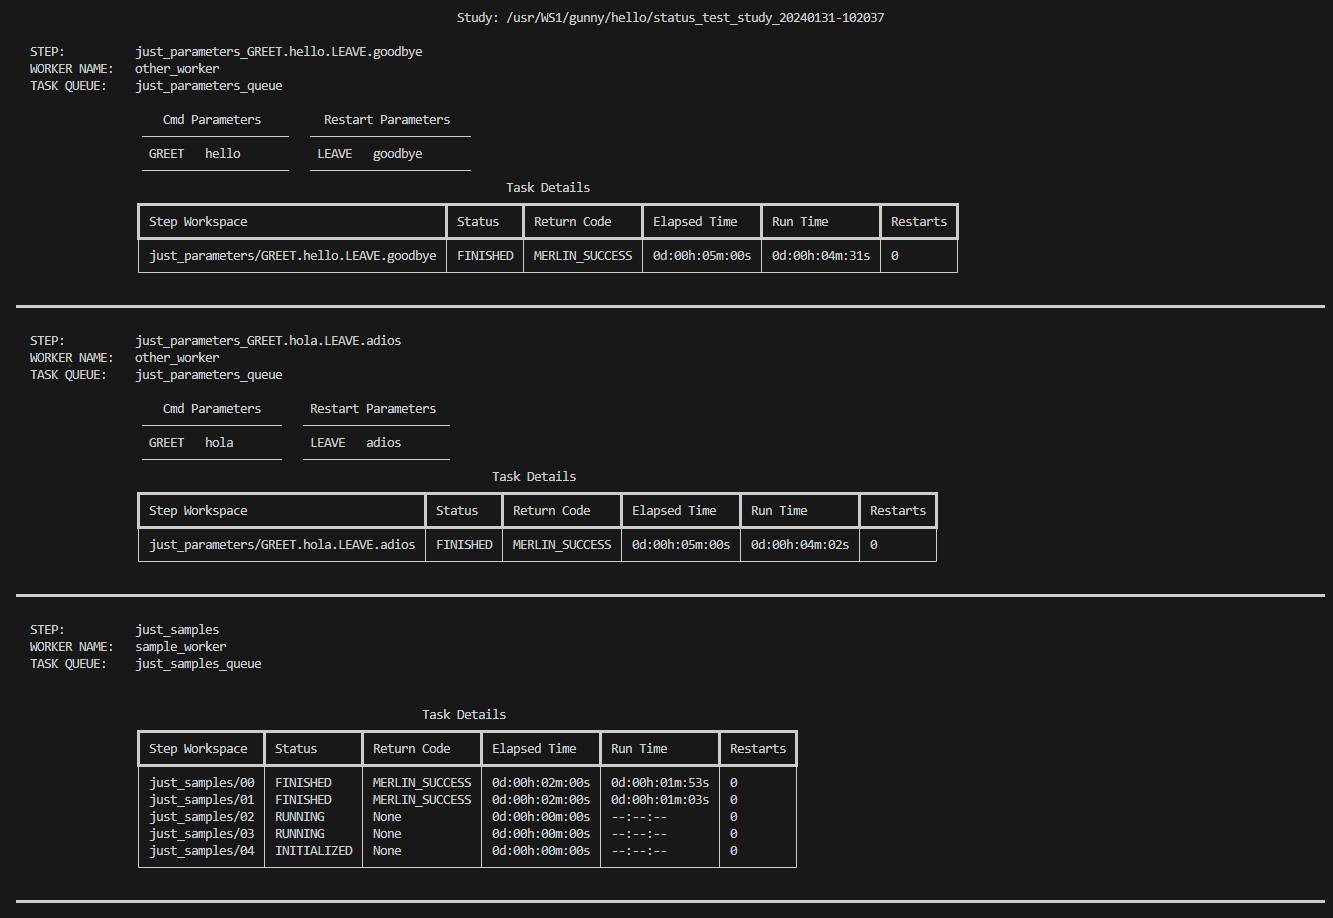 Study: /usr/WS1/gunny/hello/status_test_study_20240131-102037
STEP: just_parameters_GREET.hello.LEAVE.goodbye
WORKER NAME: other_worker
TASK QUEUE: just_parameters_queue
Cmd Parameters Restart Parameters
GREET hello LEAVE goodbye
Task Details
Step Workspace Status Return Code Elapsed Time Run Time Restarts
just_parameters/GREET.hello.LEAVE.goodbye FINISHED MERLIN_SUCCESS 0d:00h:05m:00s 0d:00h:04m:31s 0
STEP: just_parameters_GREET.hola.LEAVE.adios
WORKER NAME: other_worker
TASK QUEUE: just_parameters_queue
Cmd Parameters Restart Parameters
GREET hola LEAVE adios
Task Details
Step Workspace Status Return Code Elapsed Time Run Time Restarts
just_parameters/GREET.hola.LEAVE.adios FINISHED MERLIN_SUCCESS 0d:00h:05m:00s 0d:00h:04m:02s 0
STEP: just_samples
WORKER NAME: sample_worker
TASK QUEUE: just_samples_queue
Task Details
Step Workspace Status Return Code Elapsed Time Run Time Restarts
just_samples/00 FINISHED MERLIN_SUCCESS 0d:00h:02m:00s 0d:00h:01m:53s 0
just_samples/01 FINISHED MERLIN_SUCCESS 0d:00h:02m:00s 0d:00h:01m:03s 0
just_samples/02 RUNNING None 0d:00h:00m:00s --:--:-- 0
just_samples/03 RUNNING None 0d:00h:00m:00s --:--:-- 0
just_samples/04 INITIALIZED None 0d:00h:00m:00s --:--:-- 0